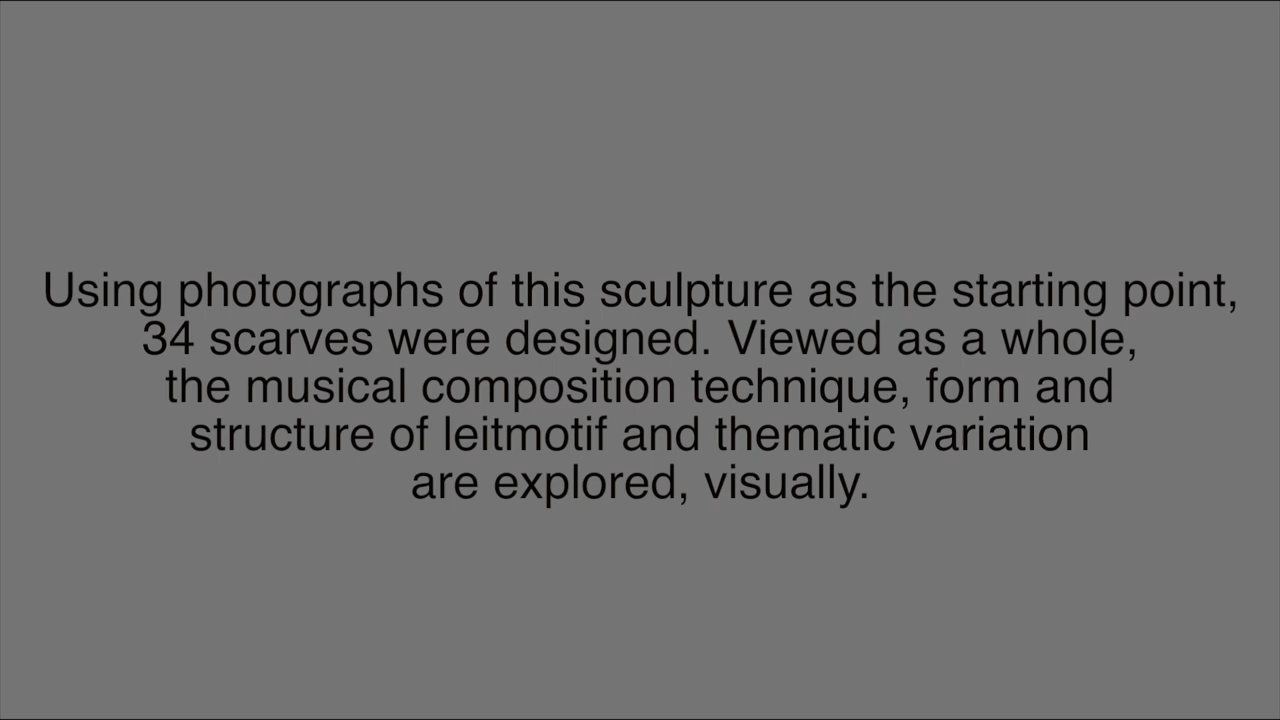 Using photographs of this sculpture as the starting point,
34 scarves were designed. Viewed as a whole,
the musical composition technique, form and
structure of leitmotif and thematic variation
are explored, visually.